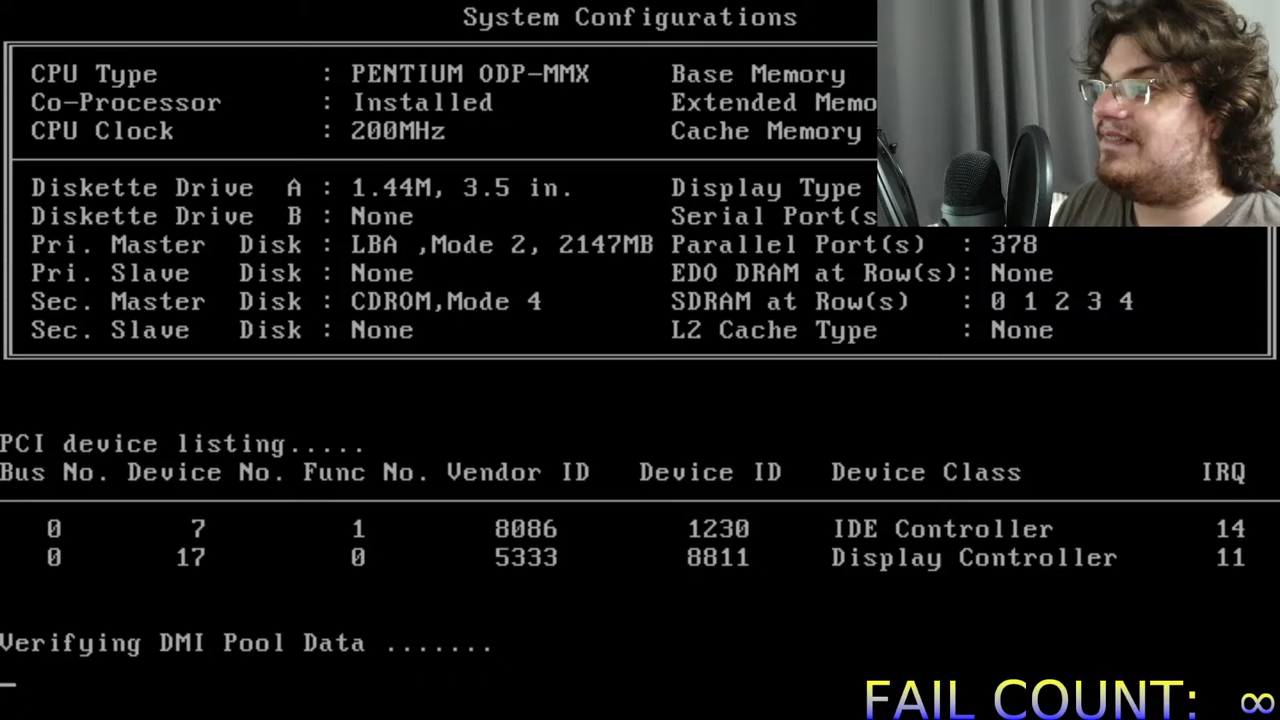 System Configurations
CPU Type : PENTIUM ODP-MMX Base Memory
Co-Processor : Installed Extended Memo
CPU Clock : 200MHz Cache Memory
Diskette Drive A : 1.44M, 3.5 in. Display Type
Diskette Drive B : None Serial Port(s
Pri. Master Disk : LBA ,Mode 2, 2147MB Parallel Port(s) : 378
Pri. Slave Disk : None EDO DRAM at Row(s): None
Sec. Master Disk : CDROM,Mode 4 SDRAM at Row(s) : 0 1 2 3 4
Sec. Slave Disk : None L2 Cache Type : None
PCI device listing.....
Bus No. Device No. Func No. Vendor ID Device ID Device Class IRQ
0 7 1 8086 1230 IDE Controller 14
0 17 0 5333 8811 Display Controller 11
Verifying DMI Pool Data .......
_
FAIL COUNT: ∞